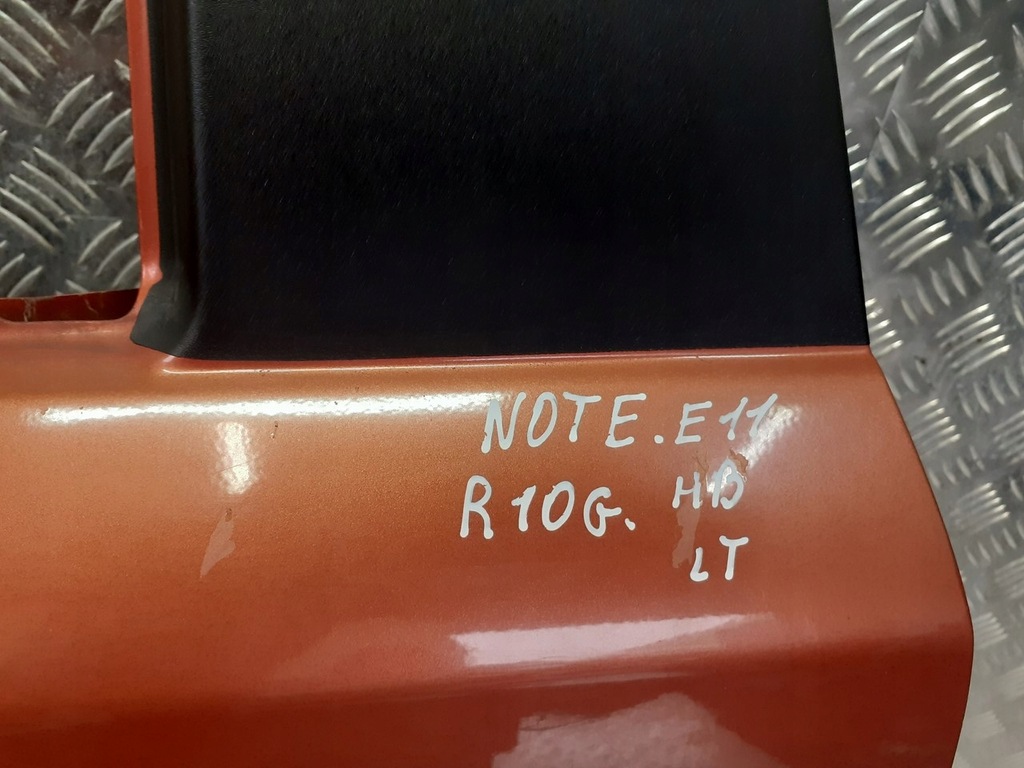 NOTE. E11
R10G. HB
LT